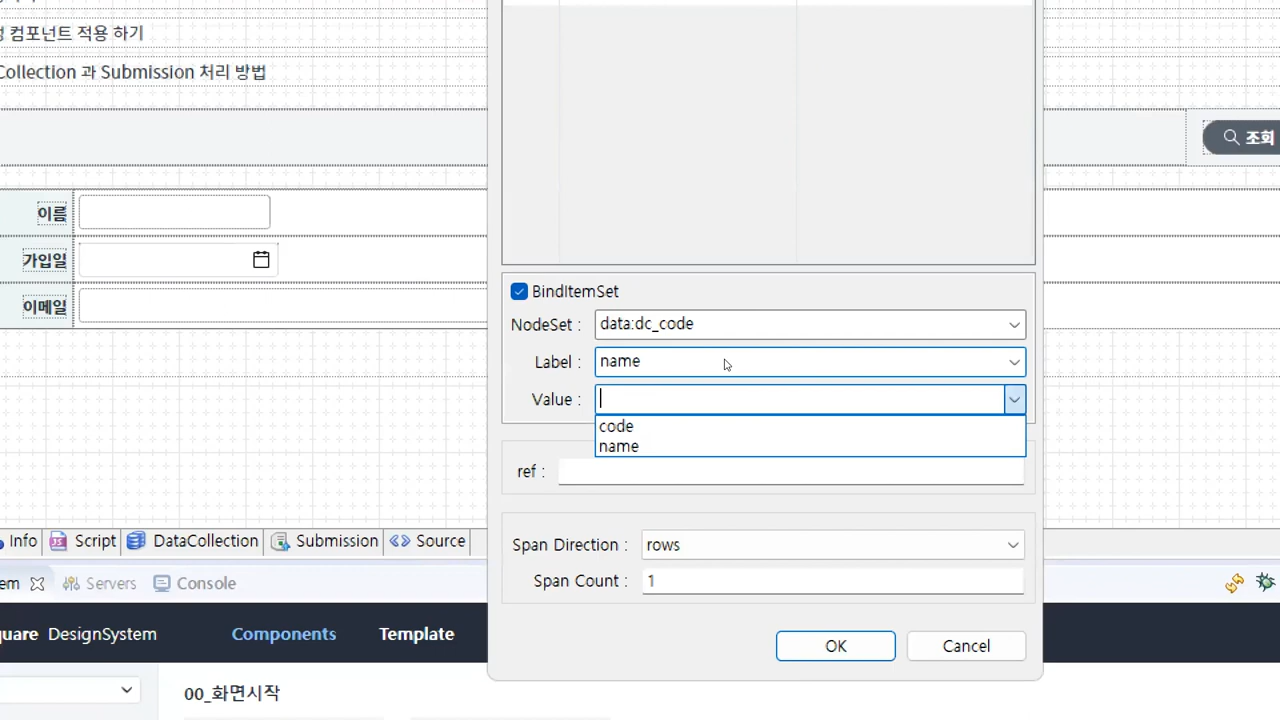 컴포넌트 적용 하기
Collection 과 Submission 처리 방법
조회
이름
가입일
이메일
BindItemSet
NodeSet : data:dc_code
Label : name
Value :
code
name
ref :
Span Direction : rows
Span Count : 1
OK Cancel
Info Script DataCollection Submission Source
Servers Console
DesignSystem Components Template
00_화면시작